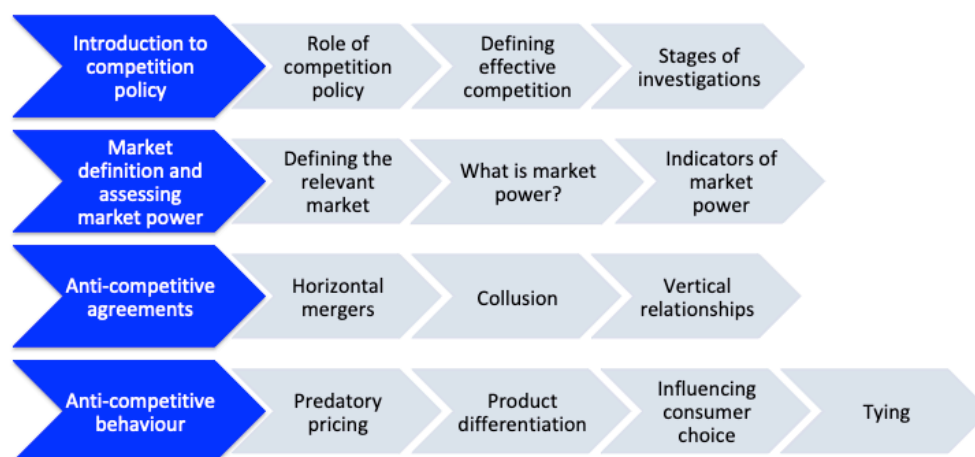 Introduction to
competition
policy
Role of
competition
policy
Defining
effective
competition
Stages of
investigations
Market
definition and
assessing
market power
Defining the
relevant
market
What is market
power?
Indicators of
market
power
Anti-competitive
agreements
Horizontal
mergers
Collusion
Vertical
relationships
Anti-competitive
behaviour
Predatory
pricing
Product
differentiation
Influencing
consumer
choice
Tying